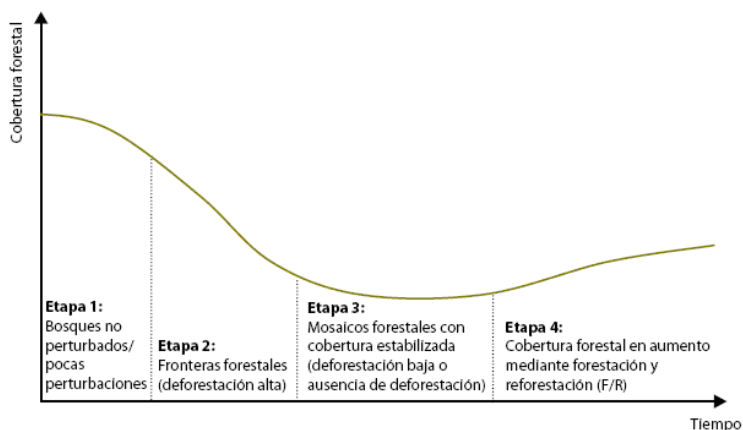 Cobertura forestal
Etapa 1:
Bosques no
perturbados/
pocas
perturbaciones
Etapa 2:
Fronteras forestales
(deforestación alta)
Etapa 3:
Mosaicos forestales con
cobertura estabilizada
(deforestación baja o
ausencia de deforestación)
Etapa 4:
Cobertura forestal en aumento
mediante forestación y
reforestación (F/R)
Tiempo